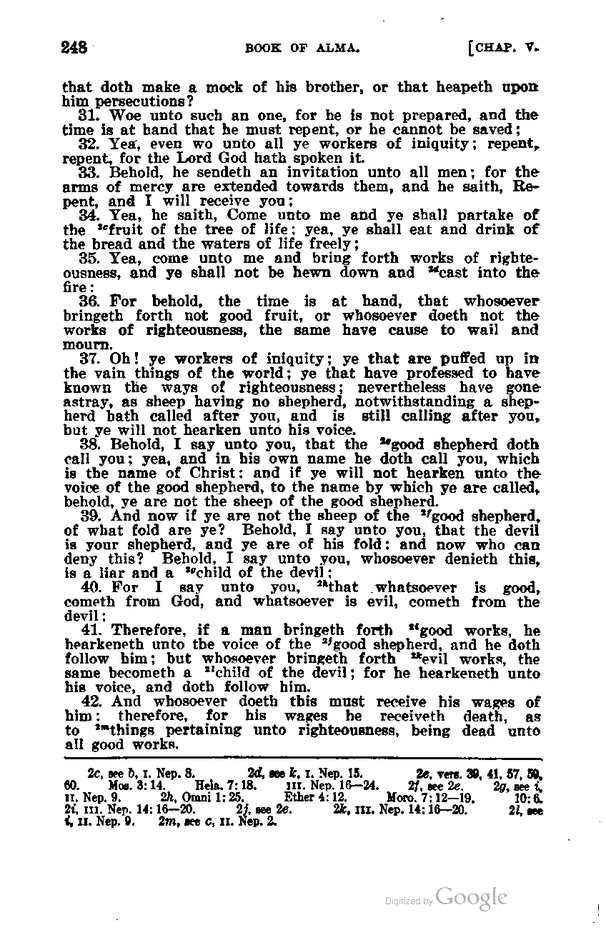 248 BOOK OF ALMA. [CHAP. V.
that doth make a mock of his brother, or that heapeth upon
him persecutions?
31. Woe unto such an one, for he is not prepared, and the
time is at hand that he must repent, or he cannot be saved;
32. Yea, even wo unto all ye workers of iniquity; repent,
repent, for the Lord God hath spoken it.
33. Behold, he sendeth an invitation unto all men; for the
arms of mercy are extended towards them, and he saith, Re-
pent, and I will receive you;
34. Yea, he saith, Come unto me and ye shall partake of
the 2cfruit of the tree of life; yea, ye shall eat and drink of
the bread and the waters of life freely;
35. Yea, come unto me and bring forth works of righte-
ousness, and ye shall not be hewn down and 2dcast into the
fire:
36. For behold, the time is at hand, that whosoever
bringeth forth not good fruit, or whosoever doeth not the
works of righteousness, the same have cause to wail and
mourn.
37. Oh! ye workers of iniquity; ye that are puffed up in
the vain things of the world; ye that have professed to have
known the ways of righteousness; nevertheless have gone
astray, as sheep having no shepherd, notwithstanding a shep-
herd hath called after you, and is still calling after you,
but ye will not hearken unto his voice.
38. Behold, I say unto you, that the 2egood shepherd doth
call you; yea, and in his own name he doth call you, which
is the name of Christ: and if ye will not hearken unto the
voice of the good shepherd, to the name by which ye are called,
behold, ye are not the sheep of the good shepherd.
39. And now if ye are not the sheep of the 2fgood shepherd,
of what fold are ye? Behold, I say unto you, that the devil
is your shepherd, and ye are of his fold: and now who can
deny this? Behold, I say unto you, whosoever denieth this,
is a liar and a 2gchild of the devil;
40. For I say unto you, 2hthat whatsoever is good,
cometh from God, and whatsoever is evil, cometh from the
devil:
41. Therefore, if a man bringeth forth 2igood works, he
hearkeneth unto the voice of the 2jgood shepherd, and he doth
follow him; but whosoever bringeth forth 2kevil works, the
same becometh a 2lchild of the devil; for he hearkeneth unto
his voice, and doth follow him.
42. And whosoever doeth this must receive his wages of
him: therefore, for his wages he receiveth death, as
to 2mthings pertaining unto righteousness, being dead unto
all good works.
2c, see b, I. Nep. 8. 2d, see k, I. Nep. 15. 2e, vers. 39, 41, 57, 59,
60. Mos. 3:14. Hela. 7:18. III. Nep. 16—24. 2f, see 2e. 2g, see i,
II. Nep. 9. 2h, Omni 1:25. Ether 4:12. Moro. 7:12—19. 10:6.
2i, III. Nep. 14:16—20. 2j, see 2e. 2k, III. Nep. 14:16—20. 2l, see
i, II. Nep. 9. 2m, see c, II. Nep. 2.
Digitized by Google